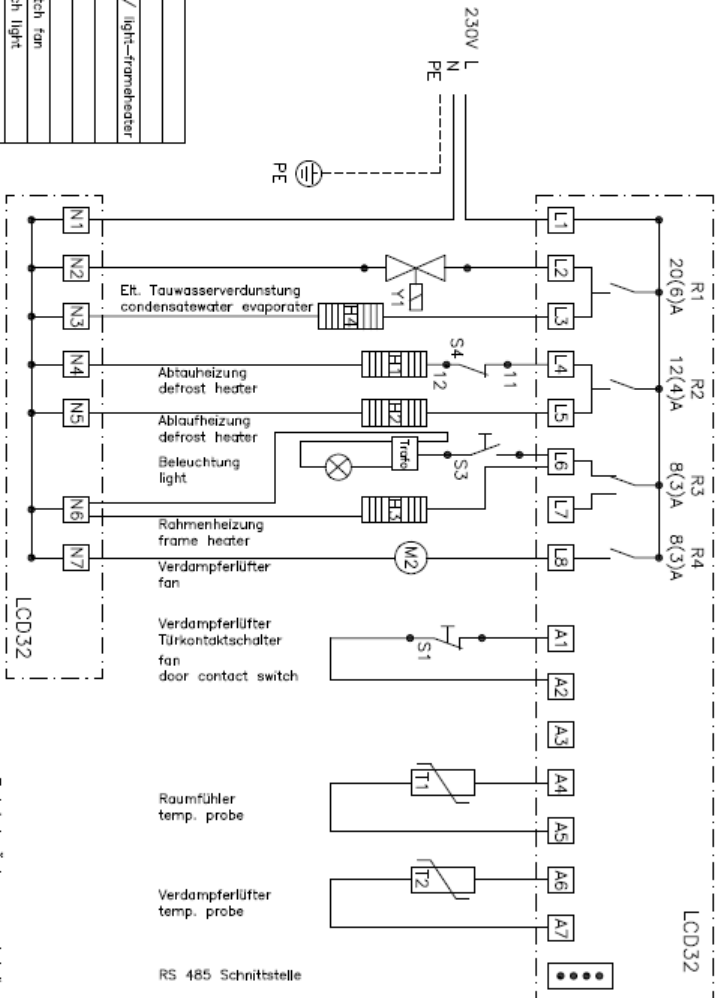 230V
L
N
PE
PE
/ light-frameheater
tch fan
ch light
R1
20(6)A
R2
12(4)A
R3
8(3)A
R4
8(3)A
N1
L1
N2
Y1
L2
Elt. Tauwasserverdunstung
condensatewater evaporater
N3
H4
L3
N4
Abtauheizung
defrost heater
H1
12
S4
11
L4
N5
Ablaufheizung
defrost heater
H2
L5
Beleuchtung
light
Trafo
S3
L6
L7
N6
Rahmenheizung
frame heater
H3
N7
Verdampferlüfter
fan
M2
L8
LCD32
Verdampferlüfter
Türkontaktschalter
fan
door contact switch
S1
A1
A2
A3
Raumfühler
temp. probe
T1
A4
A5
Verdampferlüfter
temp. probe
T2
A6
A7
LCD32
RS 485 Schnittstelle